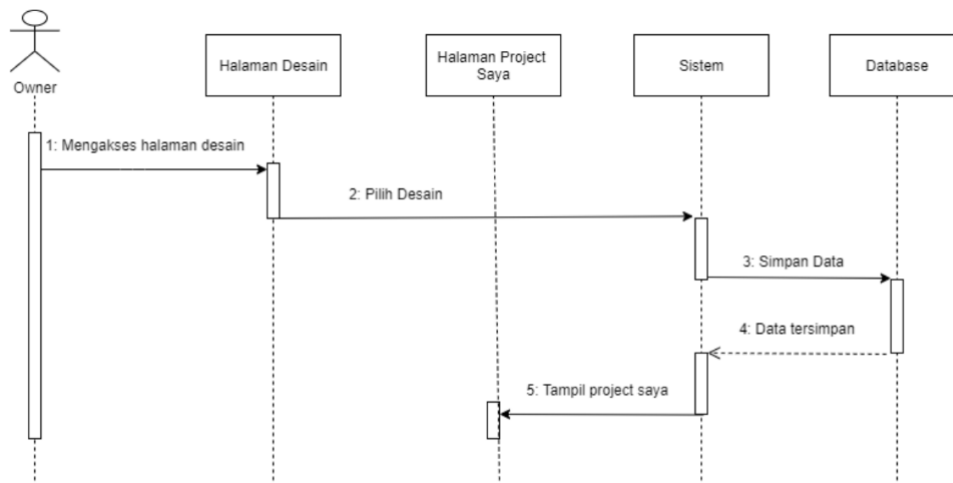 Owner
Halaman Desain
Halaman Project
Saya
Sistem
Database
1: Mengakses halaman desain
2: Pilih Desain
3: Simpan Data
4: Data tersimpan
5: Tampil project saya